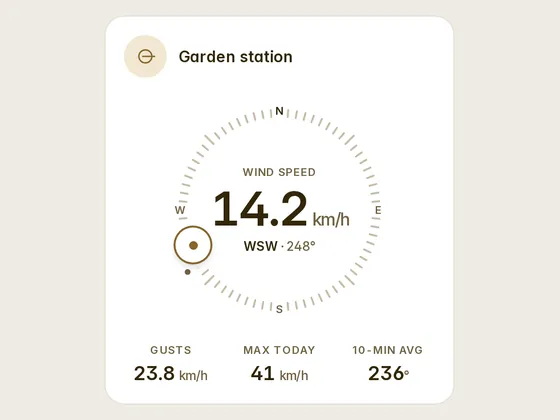 Garden station
N
WIND SPEED
W 14.2 km/h E
WSW · 248°
S
GUSTS MAX TODAY 10-MIN AVG
23.8 km/h 41 km/h 236°